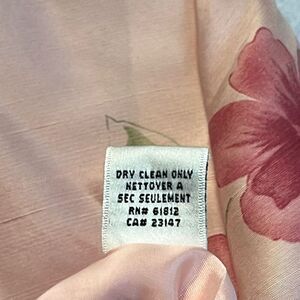 DRY CLEAN ONLY
NETTOYER A
SEC SEULEMENT
RN# 61812
CA# 23147